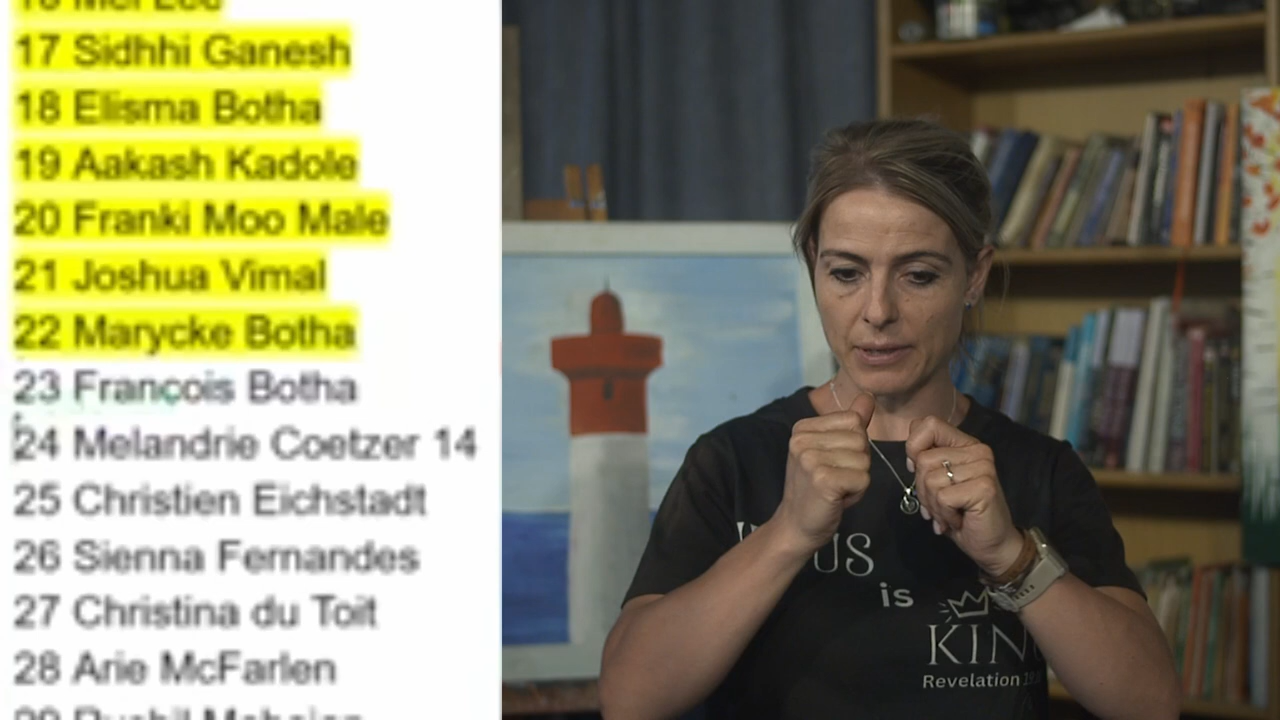 17 Sidhhi Ganesh
18 Elisma Botha
19 Aakash Kadole
20 Franki Moo Male
21 Joshua Vimal
22 Marycke Botha
23 François Botha
24 Melandrie Coetzer 14
25 Christien Eichstadt
26 Sienna Fernandes
27 Christina du Toit
28 Arie McFarlen
is
Revelation